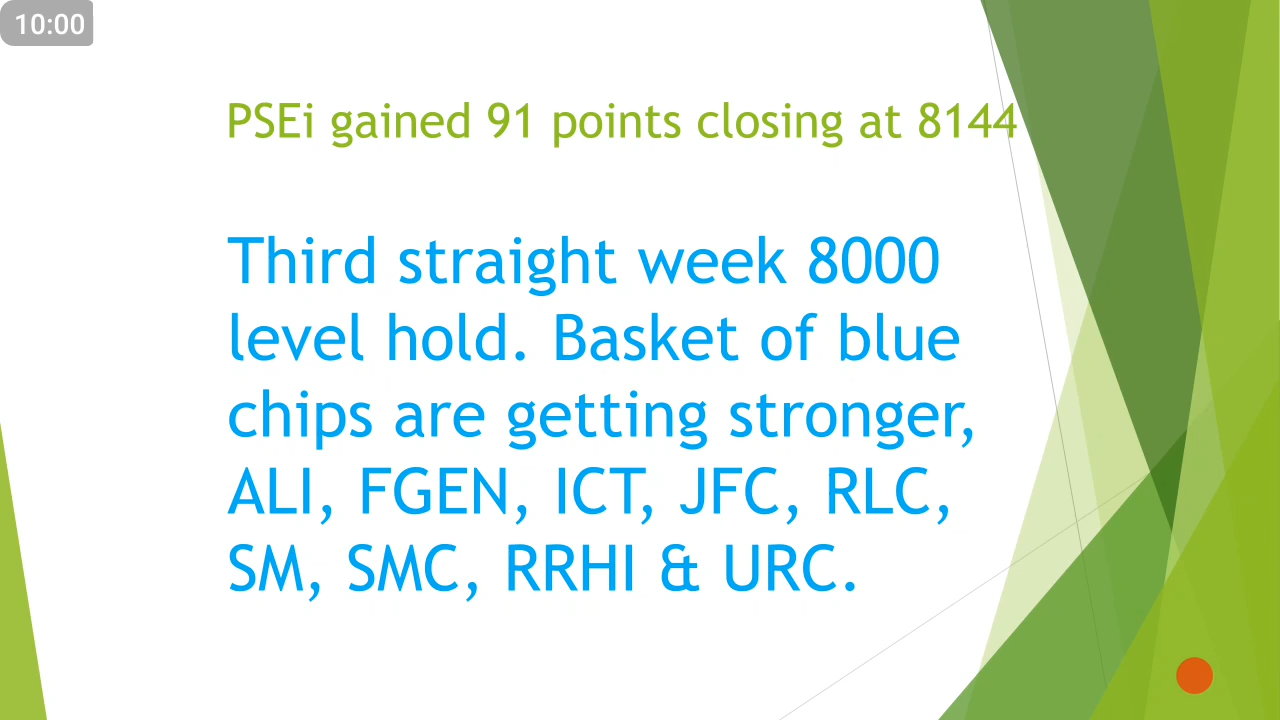 10:00
PSEi gained 91 points closing at 8144
Third straight week 8000
level hold. Basket of blue
chips are getting stronger,
ALI, FGEN, ICT, JFC, RLC,
SM, SMC, RRHI & URC.